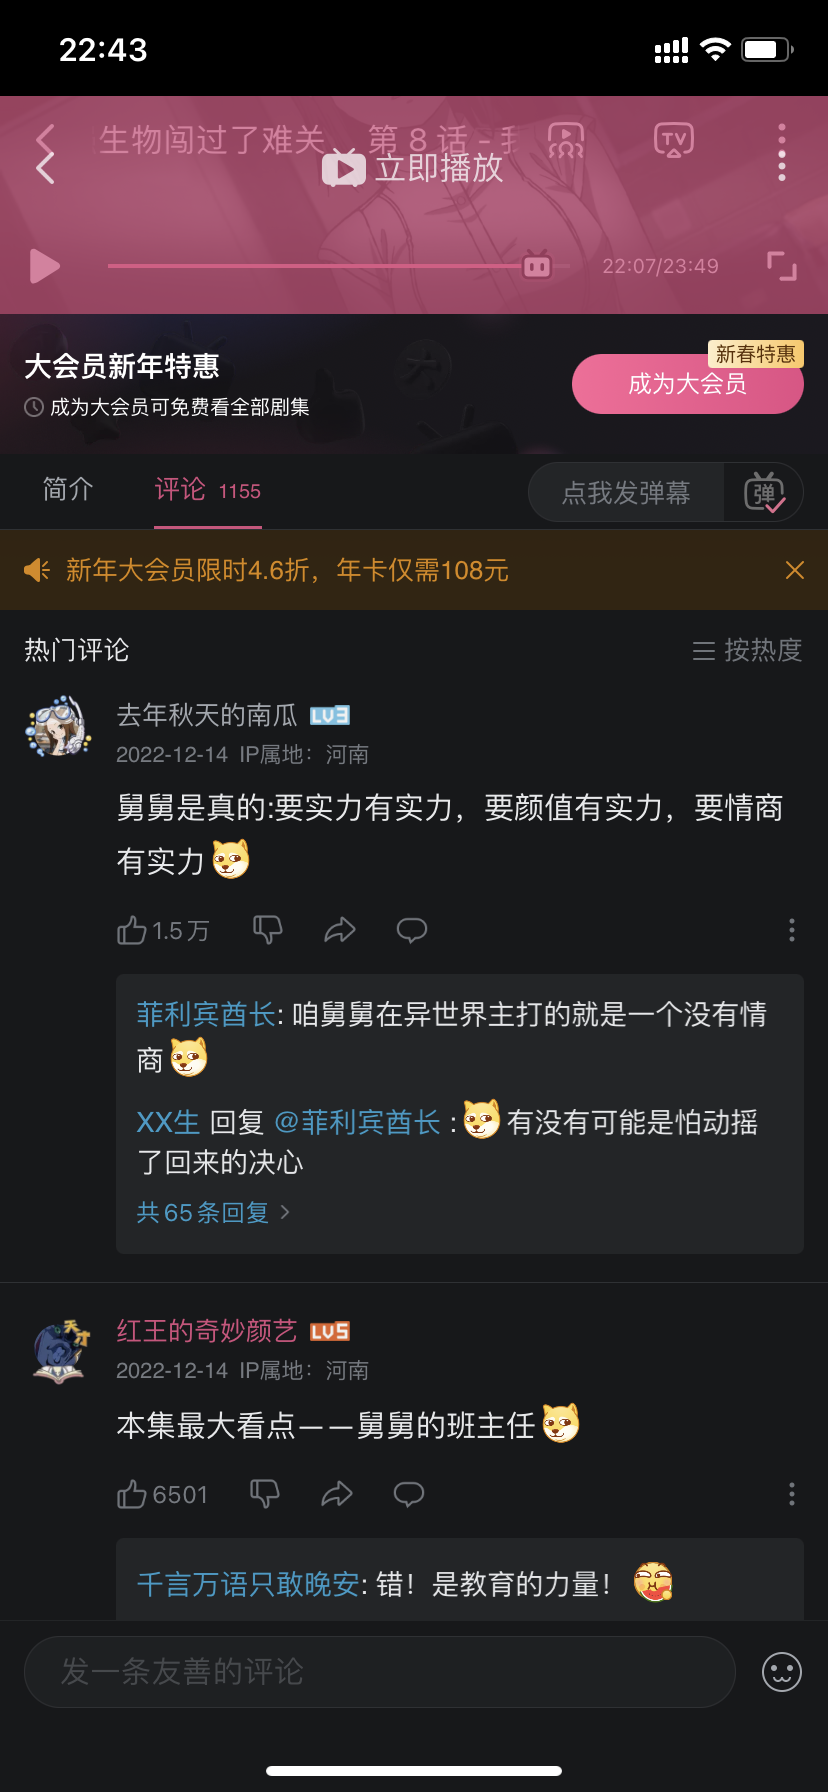 22:43
生物闯过了难关 第 8 话 - 我
TV
立即播放
22:07/23:49
大会员新年特惠
新春特惠
成为大会员可免费看全部剧集
成为大会员
简介
评论 1155
点我发弹幕
弹
新年大会员限时4.6折，年卡仅需108元
热门评论
按热度
去年秋天的南瓜 LV3
2022-12-14 IP属地：河南
舅舅是真的:要实力有实力，要颜值有实力，要情商
有实力
1.5万
菲利宾酋长: 咱舅舅在异世界主打的就是一个没有情
商
XX生 回复 @菲利宾酋长 : 有没有可能是怕动摇
了回来的决心
共65条回复
天才
红王的奇妙颜艺 LV5
2022-12-14 IP属地：河南
本集最大看点——舅舅的班主任
6501
千言万语只敢晚安: 错！是教育的力量！
发一条友善的评论